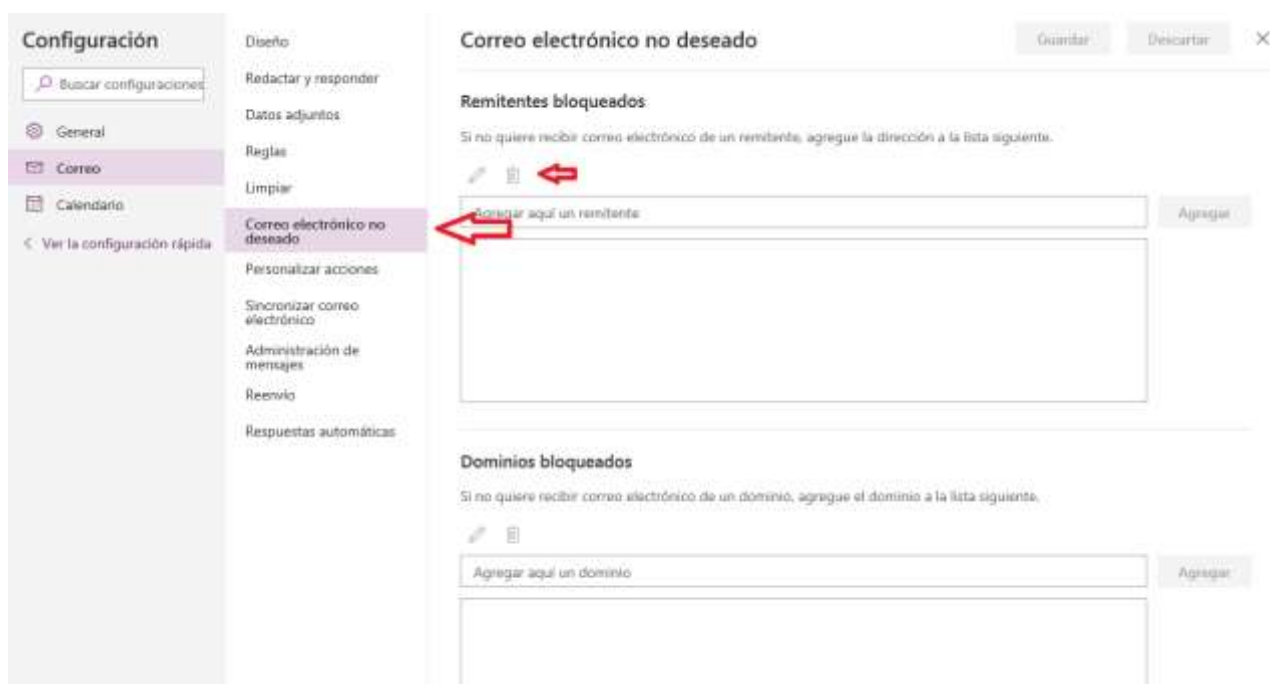 Configuración
Buscar configuraciones
General
Correo
Calendario
Ver la configuración rápida
Diseño
Redactar y responder
Datos adjuntos
Reglas
Limpiar
Correo electrónico no
deseado
Personalizar acciones
Sincronizar correo
electrónico
Administración de
mensajes
Reenvío
Respuestas automáticas
Correo electrónico no deseado
Guardar
Descartar
Remitentes bloqueados
Si no quiere recibir correo electrónico de un remitente, agregue la dirección a la lista siguiente.
Agregar aquí un remitente
Agregar
Dominios bloqueados
Si no quiere recibir correo electrónico de un dominio, agregue el dominio a la lista siguiente.
Agregar aquí un dominio
Agregar